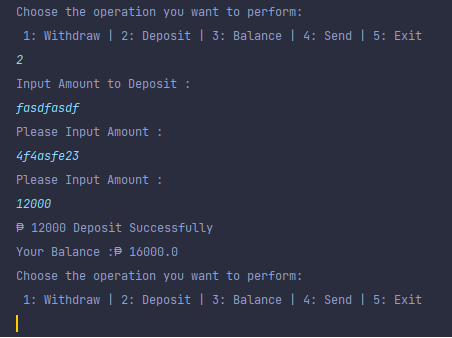 Choose the operation you want to perform:
1: Withdraw | 2: Deposit | 3: Balance | 4: Send | 5: Exit
2
Input Amount to Deposit :
fasdfasdf
Please Input Amount :
4f4asfe23
Please Input Amount :
12000
₱ 12000 Deposit Successfully
Your Balance :₱ 16000.0
Choose the operation you want to perform:
1: Withdraw | 2: Deposit | 3: Balance | 4: Send | 5: Exit